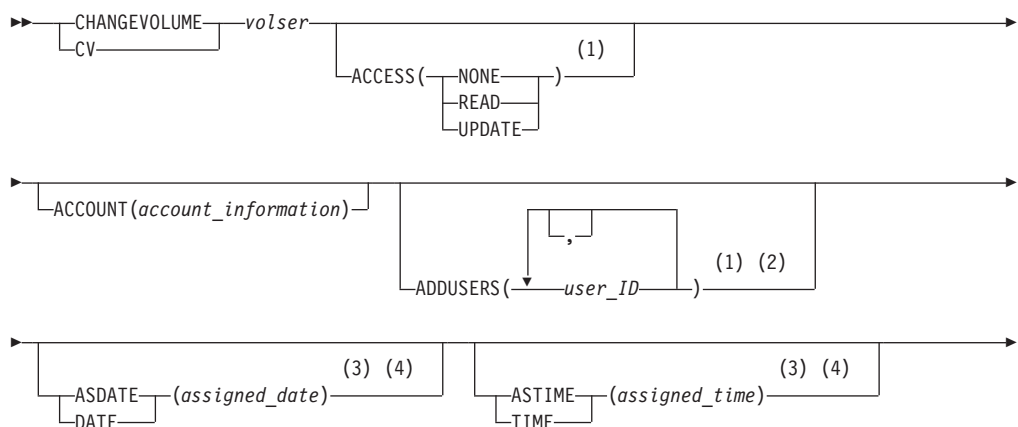 CHANGEVOLUME volser
CV
(1)
ACCESS( NONE )
READ
UPDATE
ACCOUNT(account_information)
,
(1) (2)
ADDUSERS( user_ID )
(3) (4)
(3) (4)
ASDATE (assigned_date)
ASTIME (assigned_time)
DATE
TIME